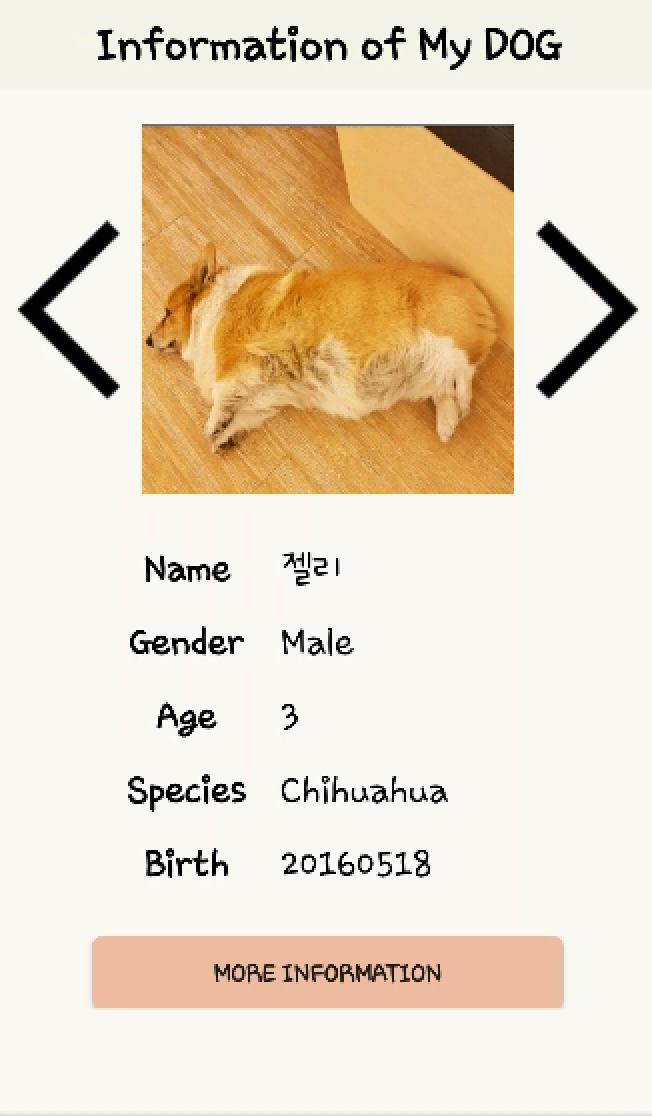 Information of My DOG
Name 젤리
Gender Male
Age 3
Species Chihuahua
Birth 20160518
MORE INFORMATION